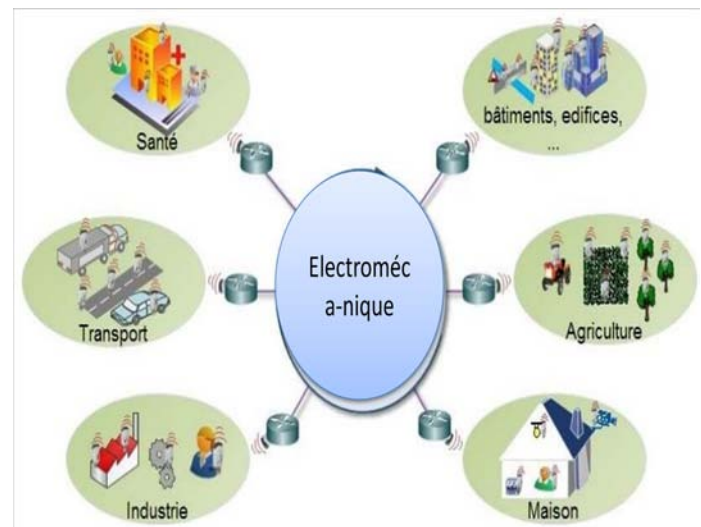 Santé
bâtiments, edifices,
...
Electroméc
a-nique
Transport
Agriculture
Industrie
Maison